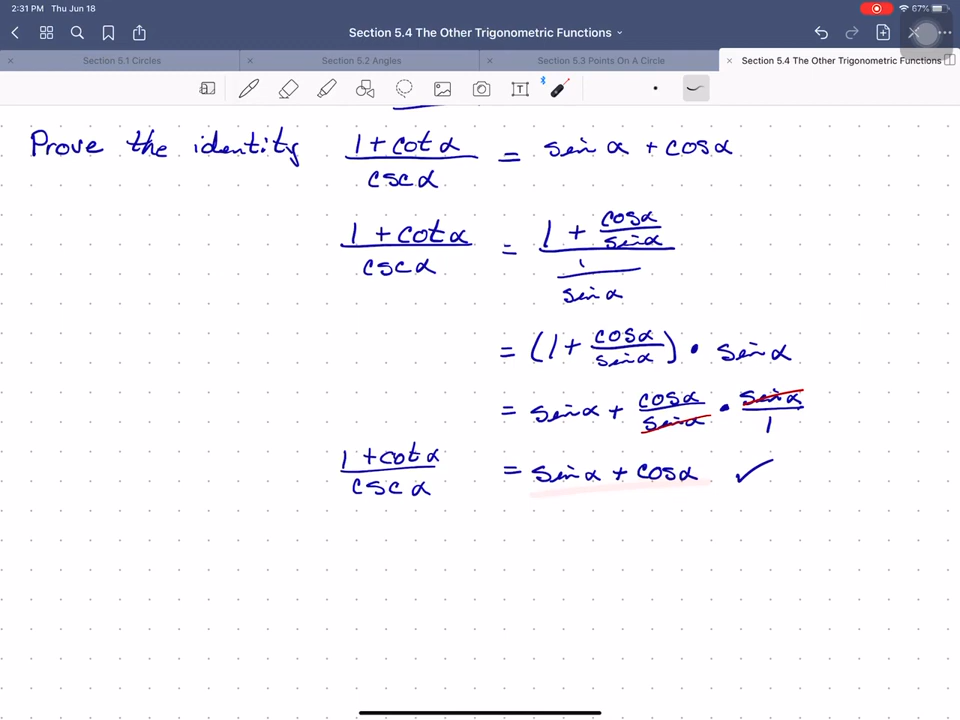 2:31 PM Thu Jun 18 67%
Section 5.4 The Other Trigonometric Functions
Section 5.1 Circles Section 5.2 Angles Section 5.3 Points On A Circle Section 5.4 The Other Trigonometric Functions
Prove the identity (1 + cot α)/(csc α) = sin α + cos α
(1 + cot α)/(csc α) = (1 + (cos α)/(sin α))/(1/(sin α))
= (1 + (cos α)/(sin α)) • sin α
= sin α + (cos α)/(sin α) • (sin α)/1
(1 + cot α)/(csc α) = sin α + cos α ✓